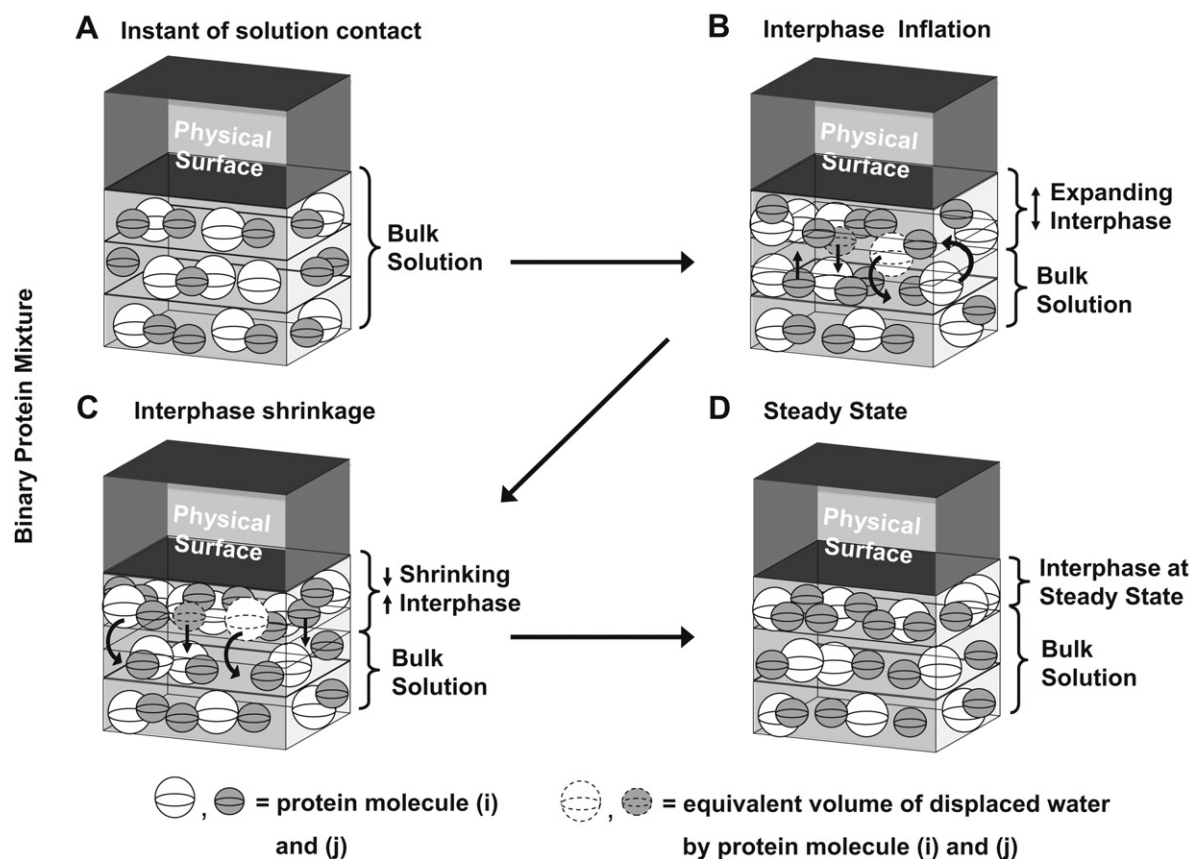 A Instant of solution contact
Physical
Surface
Bulk
Solution
B Interphase Inflation
Physical
Surface
Expanding
Interphase
Bulk
Solution
Binary Protein Mixture
C Interphase shrinkage
Physical
Surface
Shrinking
Interphase
Bulk
Solution
D Steady State
Physical
Surface
Interphase at
Steady State
Bulk
Solution
, = protein molecule (i)
and (j)
, = equivalent volume of displaced water
by protein molecule (i) and (j)